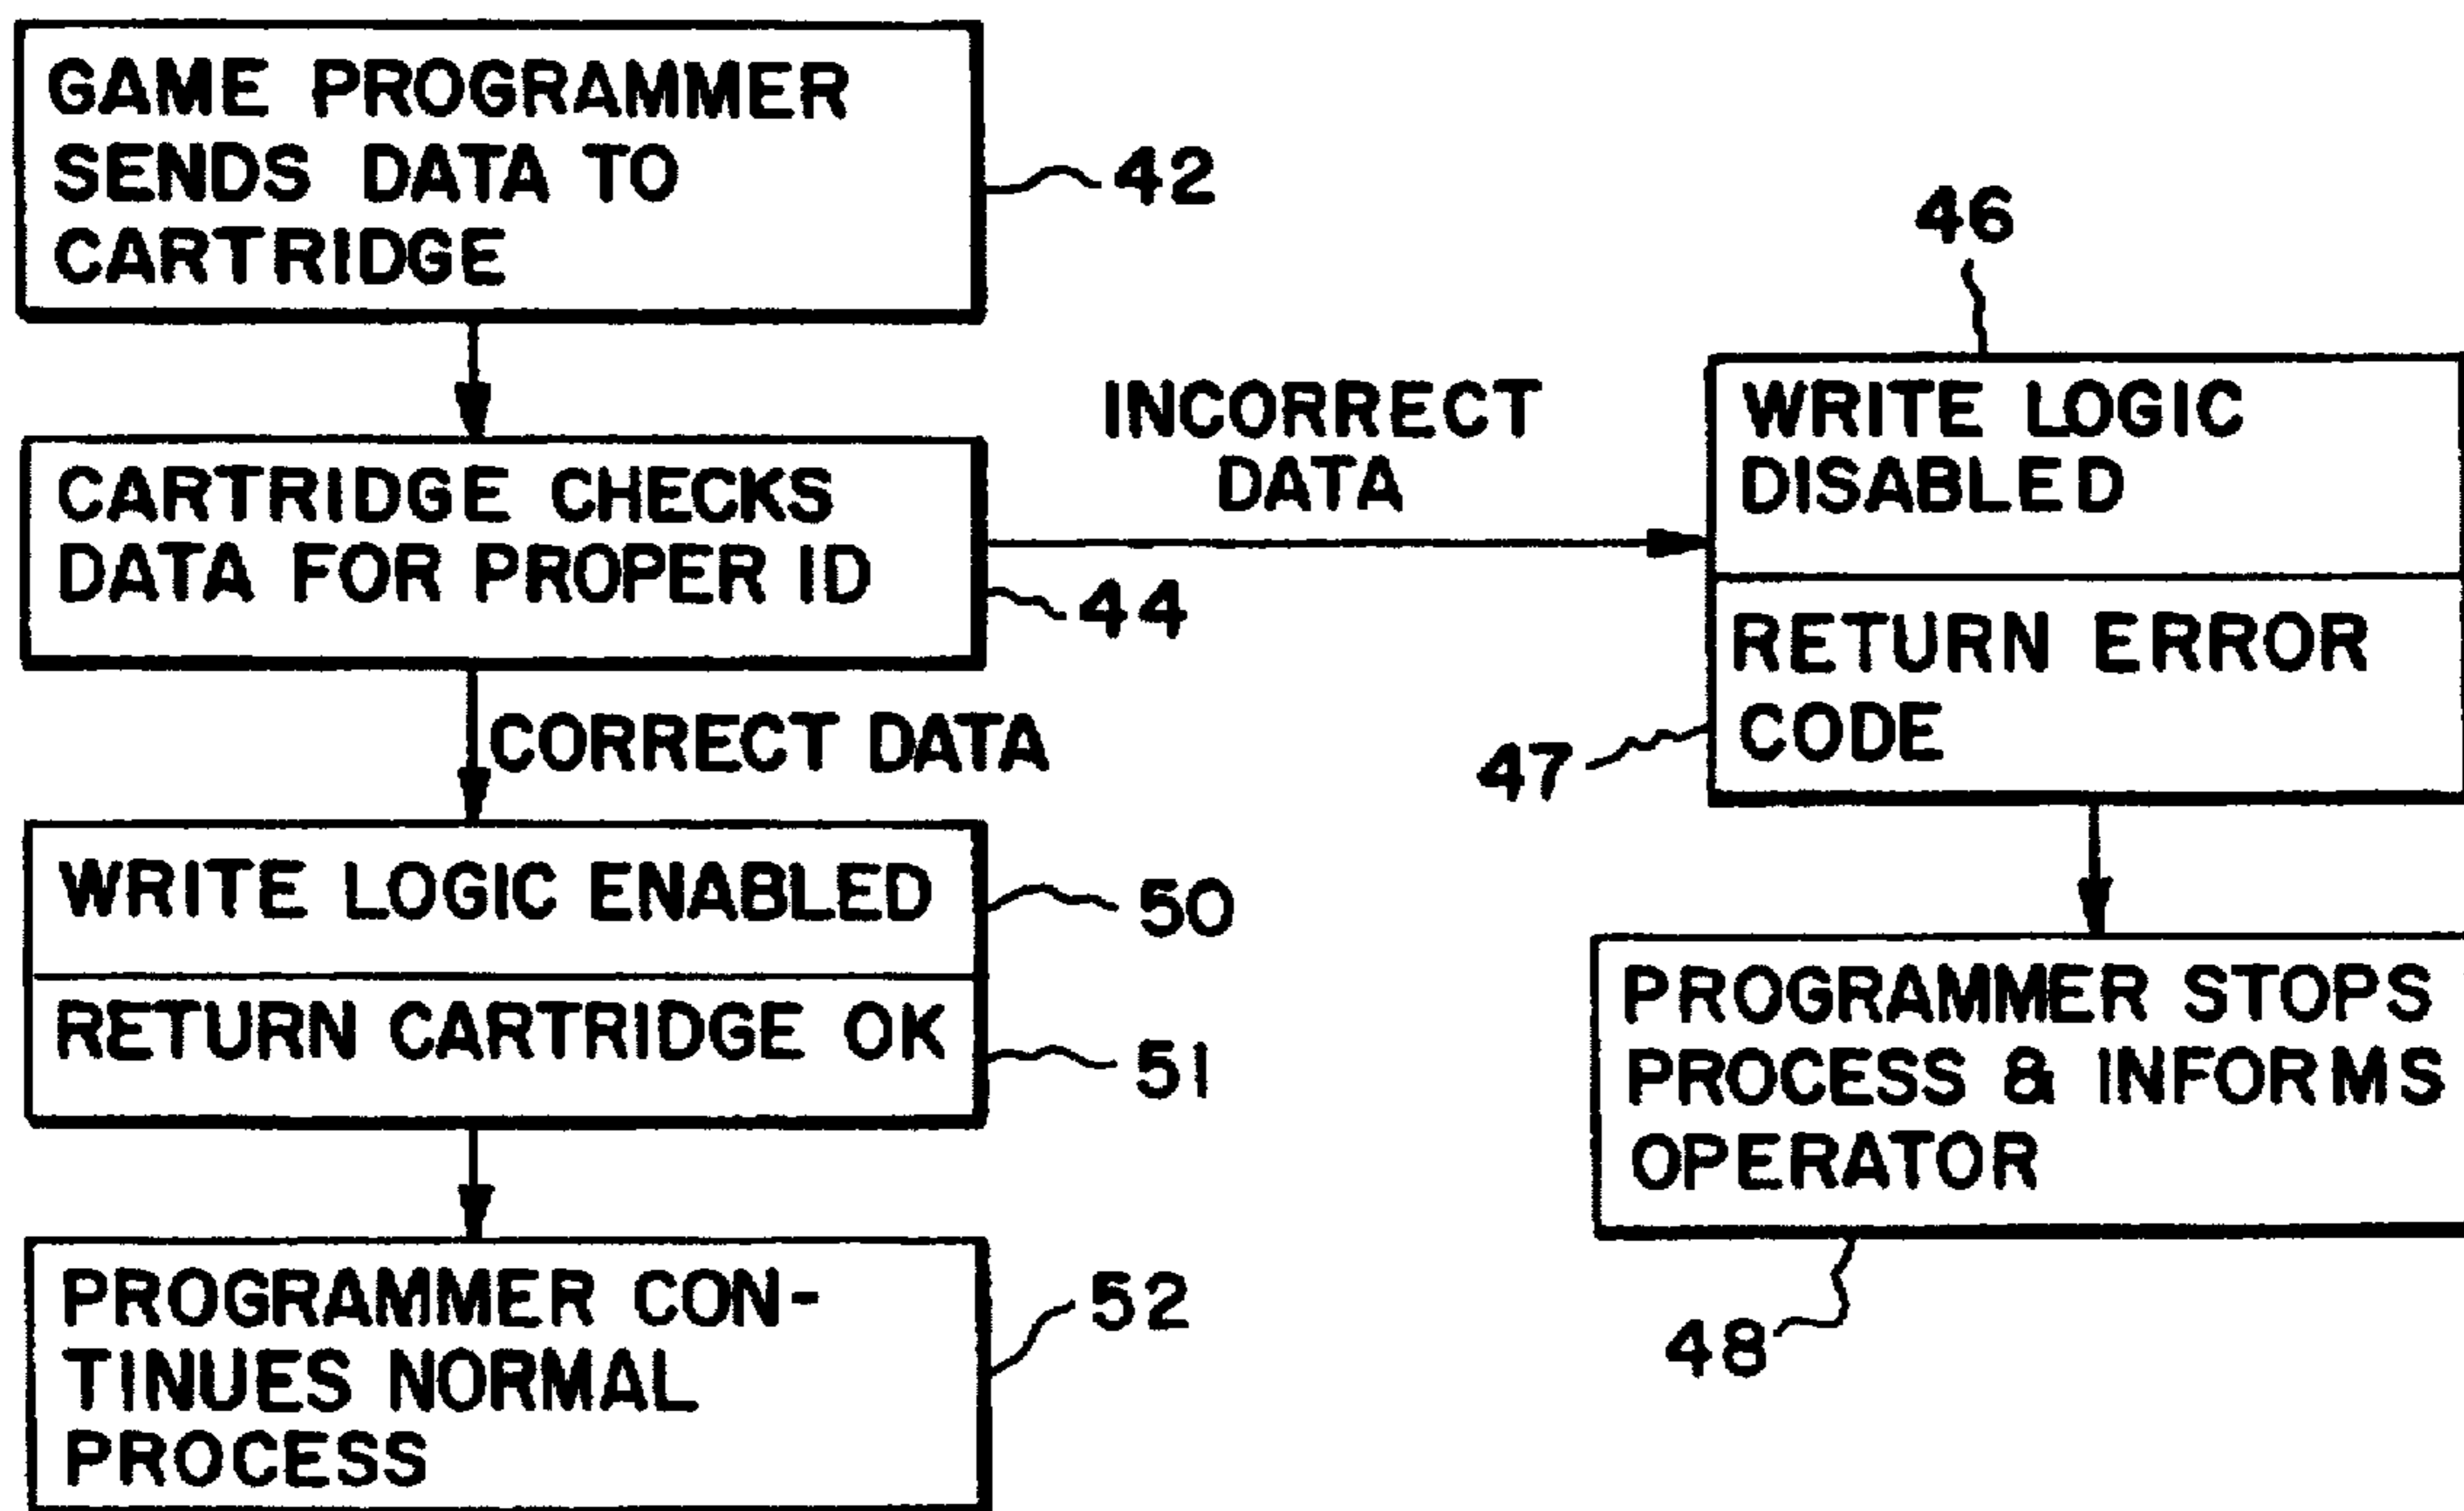 GAME PROGRAMMER
SENDS DATA TO
CARTRIDGE
42
CARTRIDGE CHECKS
DATA FOR PROPER ID
44
INCORRECT
DATA
46
WRITE LOGIC
DISABLED
RETURN ERROR
CODE
47
PROGRAMMER STOPS
PROCESS & INFORMS
OPERATOR
48
CORRECT DATA
WRITE LOGIC ENABLED
50
RETURN CARTRIDGE OK
51
PROGRAMMER CON-
TINUES NORMAL
PROCESS
52